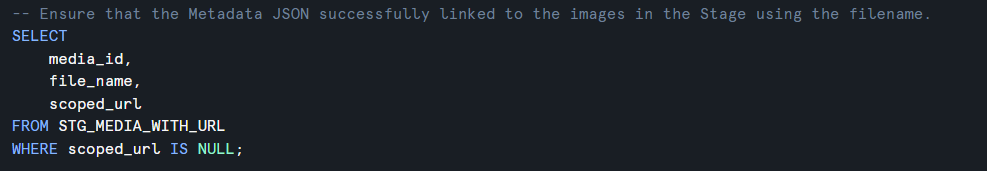 -- Ensure that the Metadata JSON successfully linked to the images in the Stage using the filename.
SELECT
    media_id,
    file_name,
    scoped_url
FROM STG_MEDIA_WITH_URL
WHERE scoped_url IS NULL;